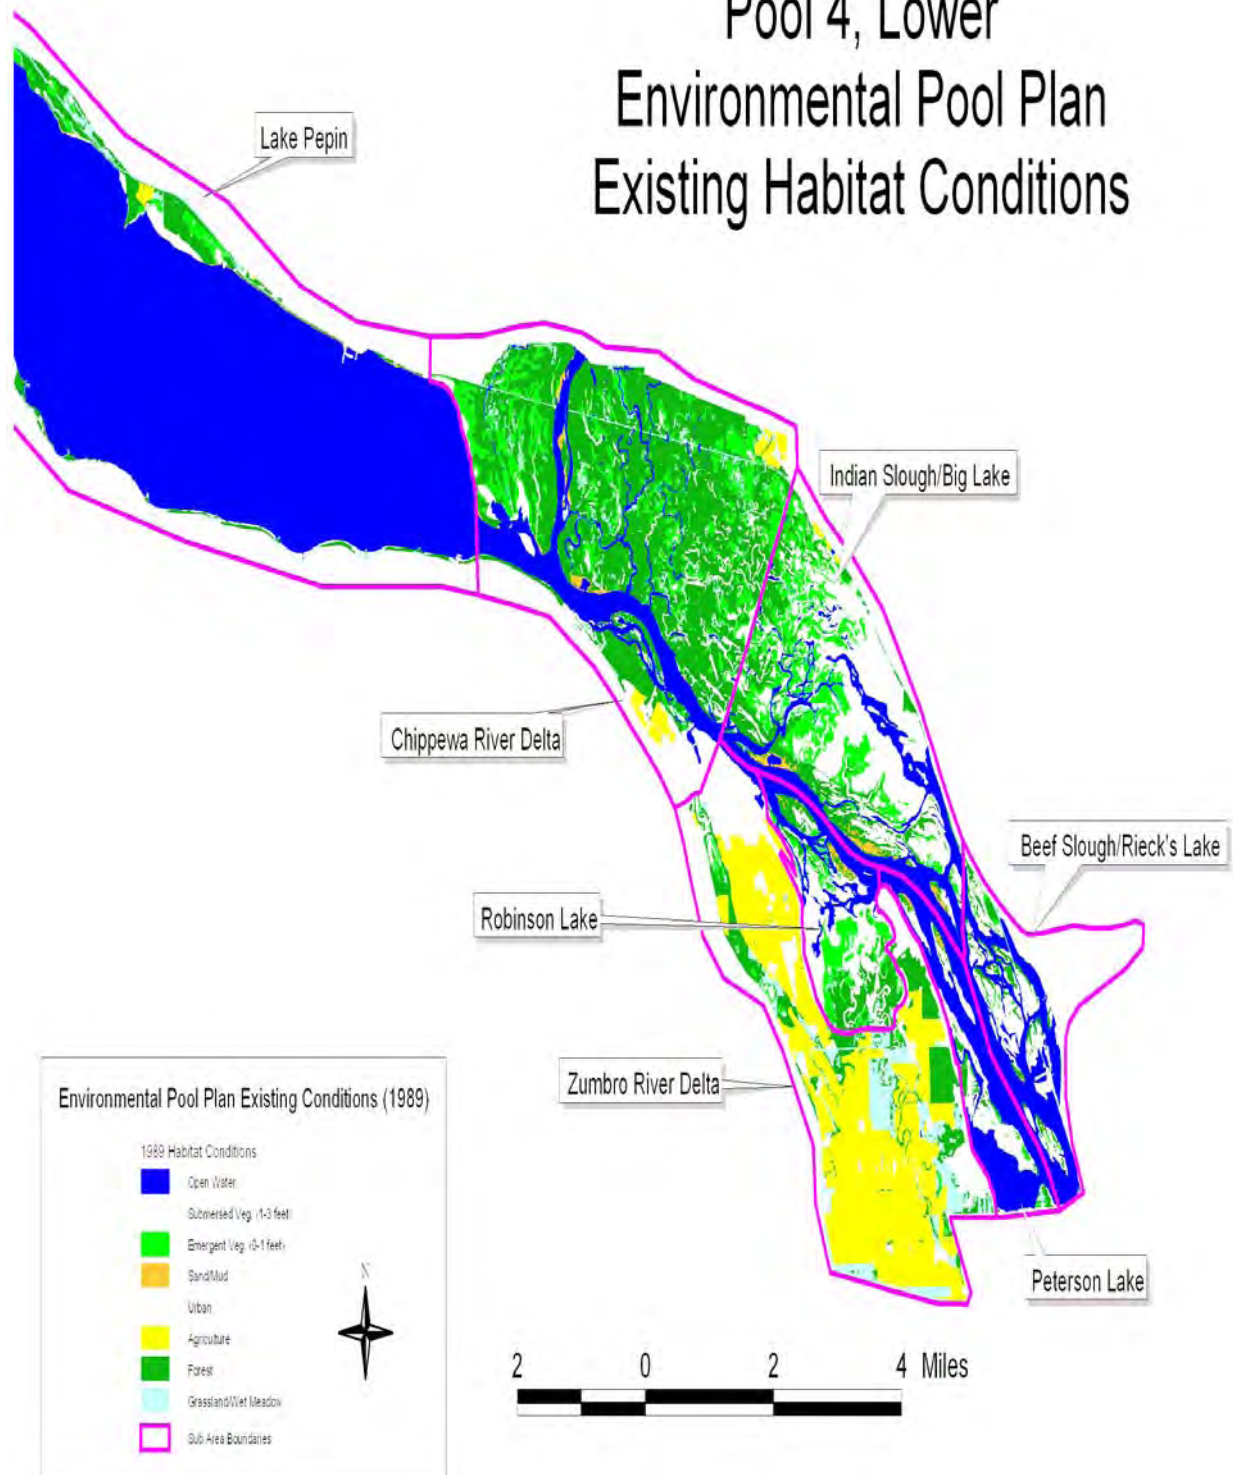 Pool 4, Lower
Environmental Pool Plan
Existing Habitat Conditions
Lake Pepin
Indian Slough/Big Lake
Chippewa River Delta
Beef Slough/Rieck's Lake
Robinson Lake
Zumbro River Delta
Peterson Lake
Environmental Pool Plan Existing Conditions (1989)
1989 Habitat Conditions
Open Water
Submersed Veg. (1-3 feet)
Emergent Veg. (0-1 feet)
Sand/Mud
Urban
Agriculture
Forest
Grassland/Wet Meadow
Sub Area Boundaries
N
2 0 2 4 Miles